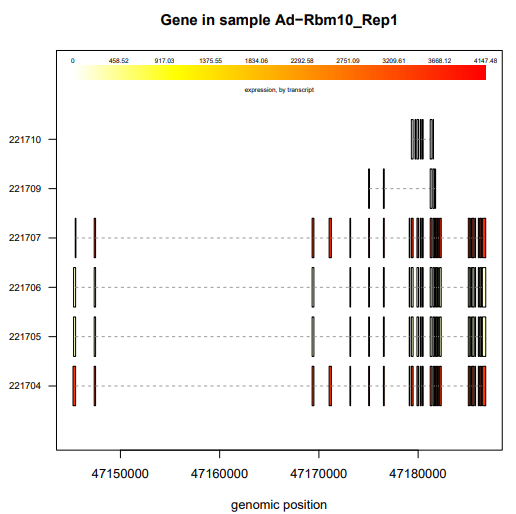 Gene in sample Ad−Rbm10_Rep1
0 458.52 917.03 1375.55 1834.06 2292.58 2751.09 3209.61 3668.12 4147.48
expression, by transcript
221710
221709
221707
221706
221705
221704
47150000 47160000 47170000 47180000
genomic position